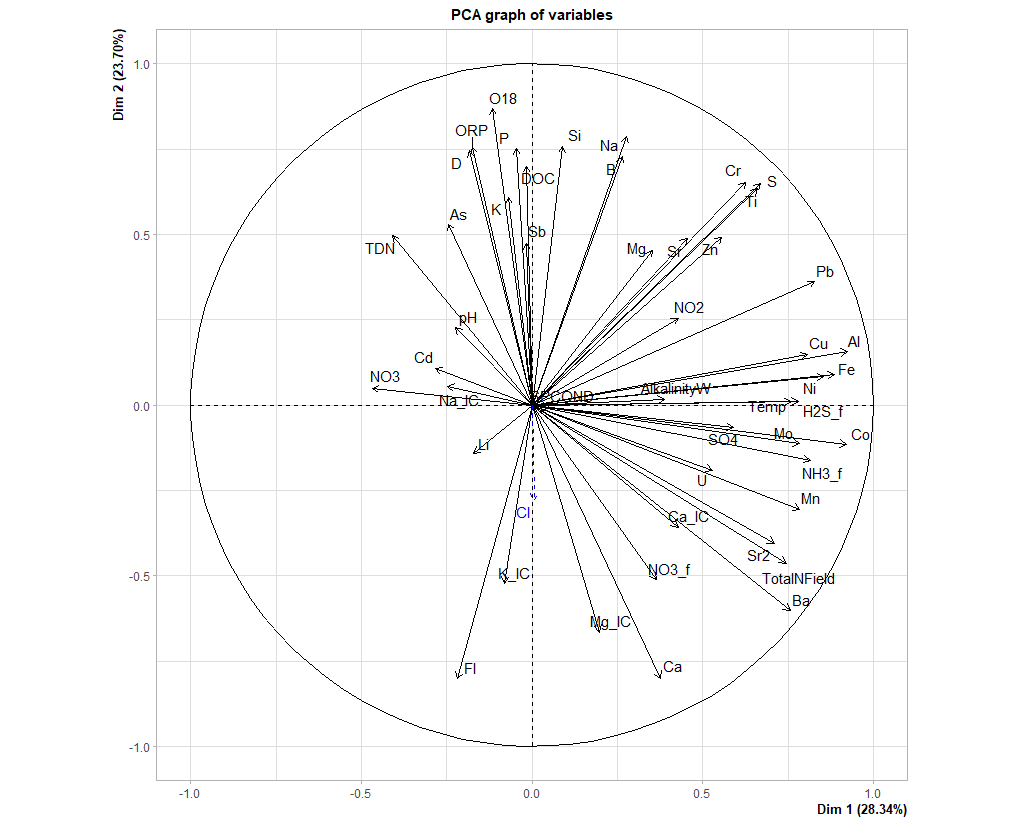 PCA graph of variables
Dim 2 (23.70%)
1.0
O18
ORP
P
Si
Na
D
DOC
B
Cr
S
K
Ti
As
Sb
0.5
TDN
Mg
Sr
Zn
Pb
NO2
pH
Cu
Al
Cd
Fe
NO3
AlkalinityW
Ni
Na_IC
COND
Temp
H2S_f
0.0
Mo
Co
SO4
Li
NH3_f
U
Mn
Cl
Ca_IC
Sr2
K_IC
NO3_f
TotalNField
-0.5
Ba
Mg_IC
Fl
Ca
-1.0
-1.0
-0.5
0.0
0.5
1.0
Dim 1 (28.34%)